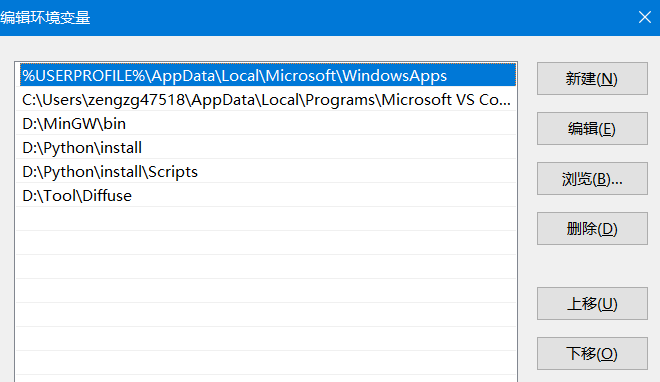 编辑环境变量
%USERPROFILE%\AppData\Local\Microsoft\WindowsApps
C:\Users\zengzg47518\AppData\Local\Programs\Microsoft VS Co...
D:\MinGW\bin
D:\Python\install
D:\Python\install\Scripts
D:\Tool\Diffuse
新建(N)
编辑(E)
浏览(B)...
删除(D)
上移(U)
下移(O)